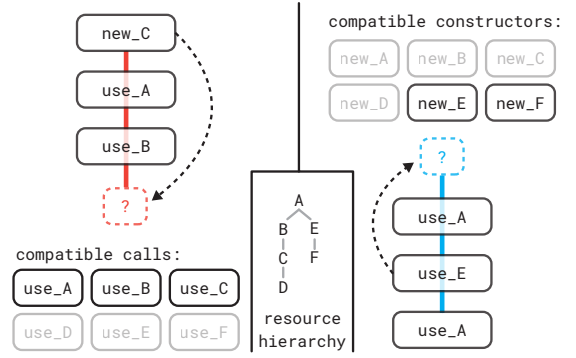 new_C
use_A
use_B
?
compatible calls:
use_A use_B use_C
use_D use_E use_F
A
B E
C F
D
resource
hierarchy
compatible constructors:
new_A new_B new_C
new_D new_E new_F
?
use_A
use_E
use_A